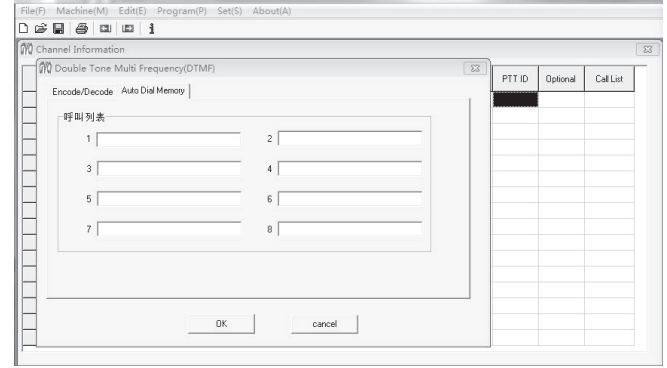 File(F) Machine(M) Edit(E) Program(P) Set(S) About(A)
Channel Information
Double Tone Multi Frequency(DTMF)
PTT ID Optional Call List
Encode/Decode Auto Dial Memory
呼叫列表
1 2
3 4
5 6
7 8
OK cancel